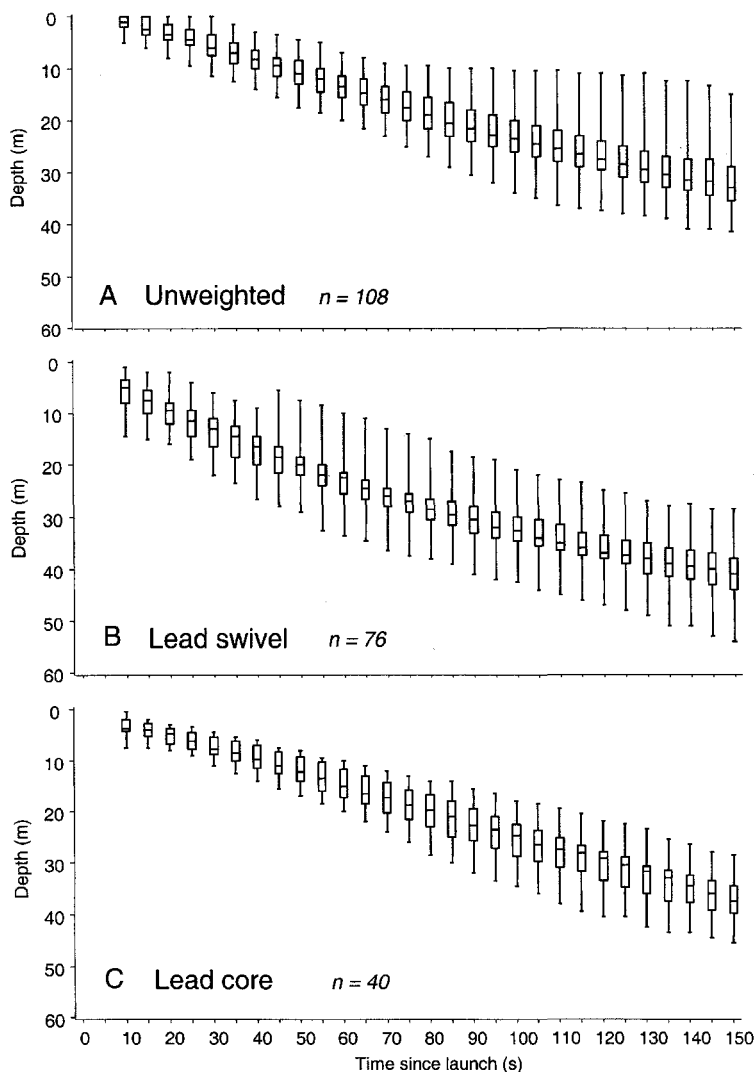 0
10
20
30
40
50
60
Depth (m)
A Unweighted n = 108
0
10
20
30
40
50
60
Depth (m)
B Lead swivel n = 76
0
10
20
30
40
50
60
Depth (m)
C Lead core n = 40
0 10 20 30 40 50 60 70 80 90 100 110 120 130 140 150
Time since launch (s)